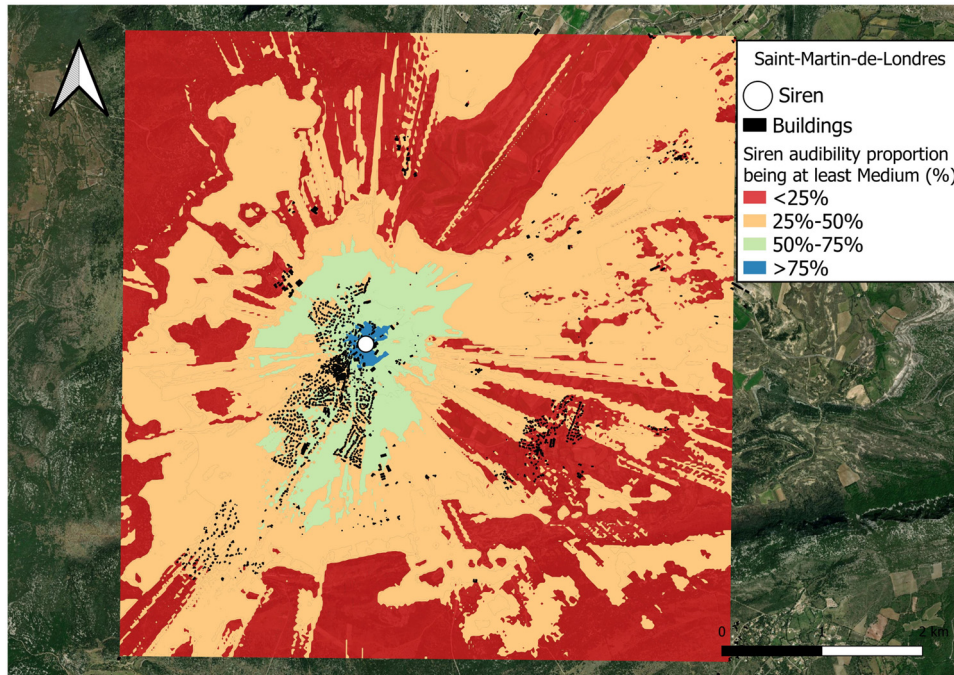 Saint-Martin-de-Londres
Siren
Buildings
Siren audibility proportion
being at least Medium (%)
<25%
25%-50%
50%-75%
>75%
0 1 2 km